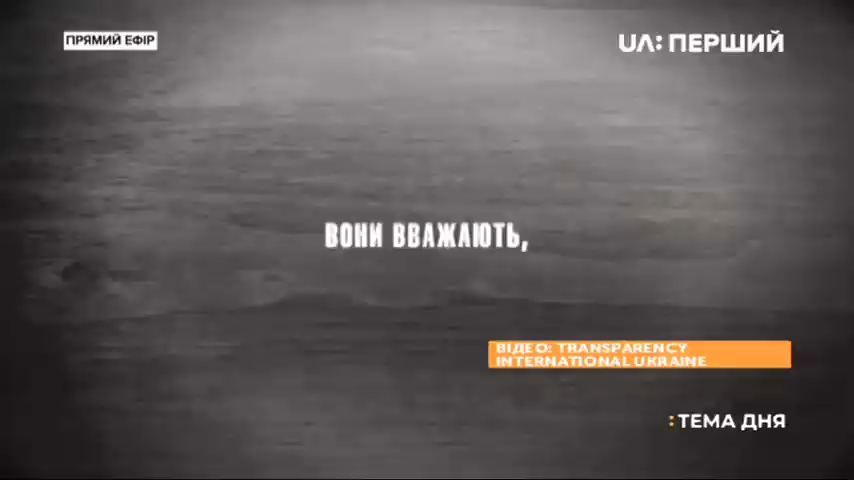 ПРЯМИЙ ЕФІР
UA: ПЕРШИЙ
ВОНИ ВВАЖАЮТЬ,
ВІДЕО: TRANSPARENCY
INTERNATIONAL UKRAINE
:ТЕМА ДНЯ